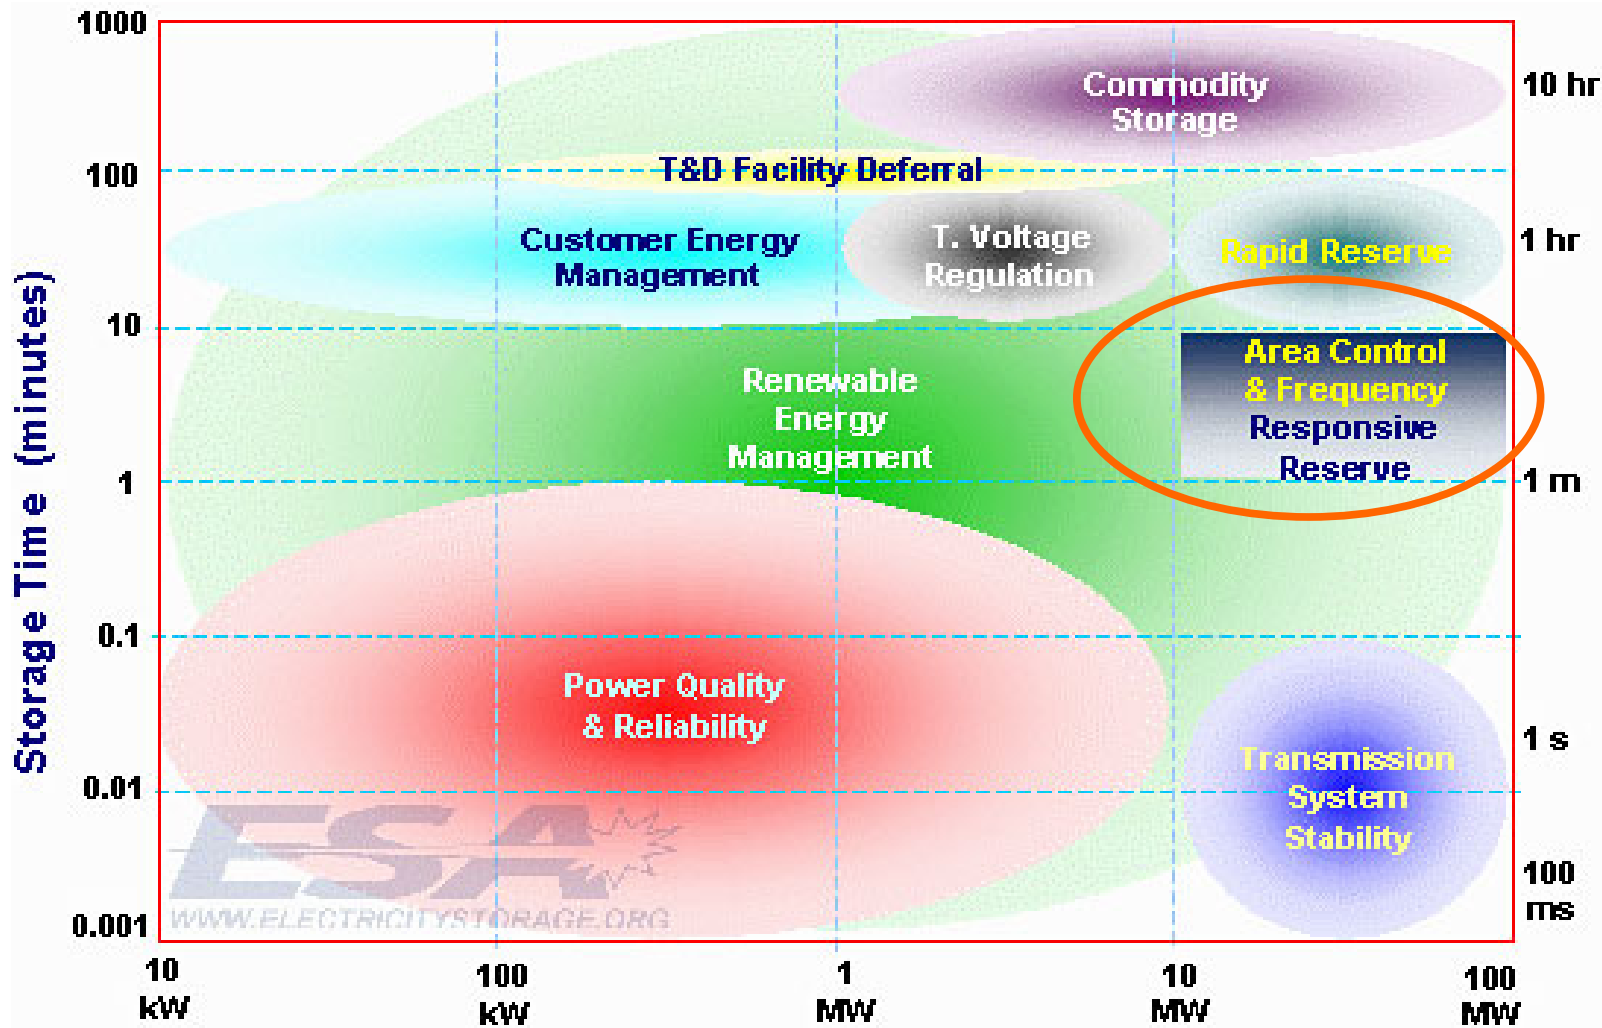 1000
100
10
1
0.1
0.01
0.001
Storage Time (minutes)
Commodity
Storage
T&D Facility Deferral
Customer Energy
Management
T. Voltage
Regulation
Rapid Reserve
Renewable
Energy
Management
Area Control
& Frequency
Responsive
Reserve
Power Quality
& Reliability
Transmission
System
Stability
ESA
WWW.ELECTRICITYSTORAGE.ORG
10 hr
1 hr
1 m
1 s
100
ms
10
kW
100
kW
1
MW
10
MW
100
MW